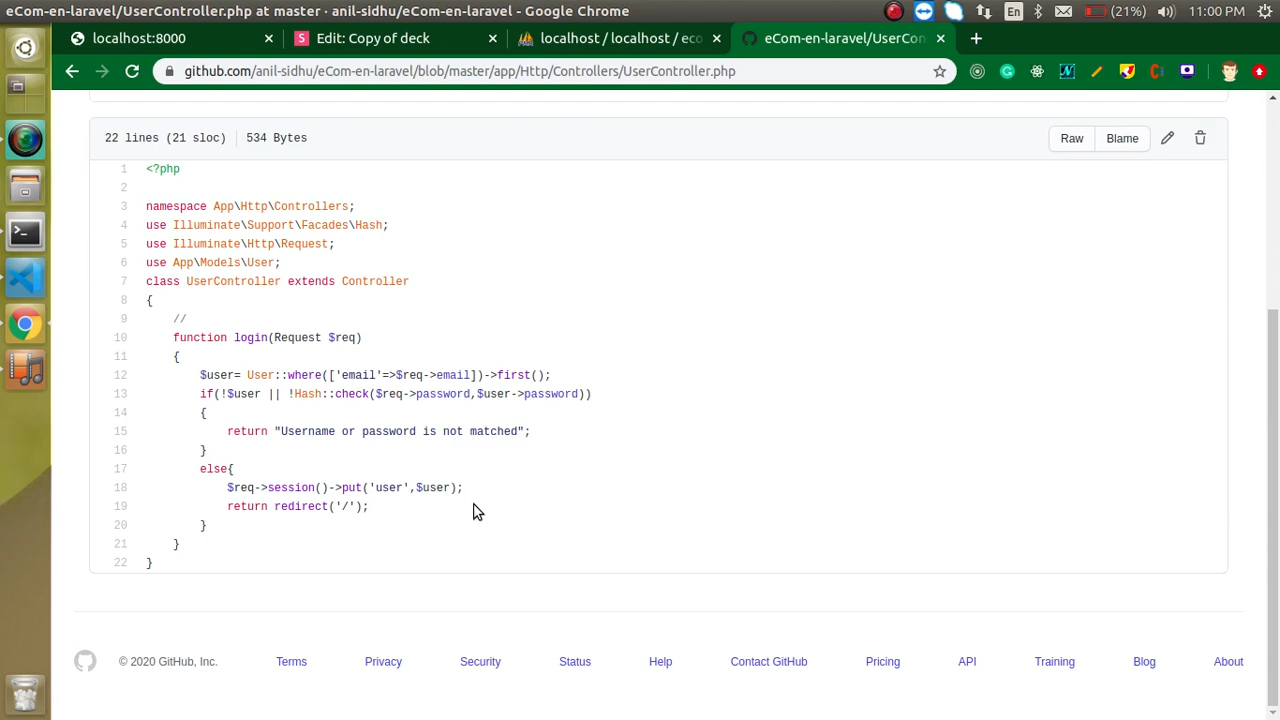 eCom-en-laravel/UserController.php at master · anil-sidhu/eCom-en-laravel - Google Chrome
En
(21%)
11:00 PM
localhost:8000
Edit: Copy of deck
localhost / localhost / eco
eCom-en-laravel/UserCon
github.com/anil-sidhu/eCom-en-laravel/blob/master/app/Http/Controllers/UserController.php
22 lines (21 sloc) 534 Bytes
Raw Blame
1 <?php
2
3 namespace App\Http\Controllers;
4 use Illuminate\Support\Facades\Hash;
5 use Illuminate\Http\Request;
6 use App\Models\User;
7 class UserController extends Controller
8 {
9 //
10 function login(Request $req)
11 {
12 $user= User::where(['email'=>$req->email])->first();
13 if(!$user || !Hash::check($req->password,$user->password))
14 {
15 return "Username or password is not matched";
16 }
17 else{
18 $req->session()->put('user',$user);
19 return redirect('/');
20 }
21 }
22 }
© 2020 GitHub, Inc. Terms Privacy Security Status Help Contact GitHub Pricing API Training Blog About